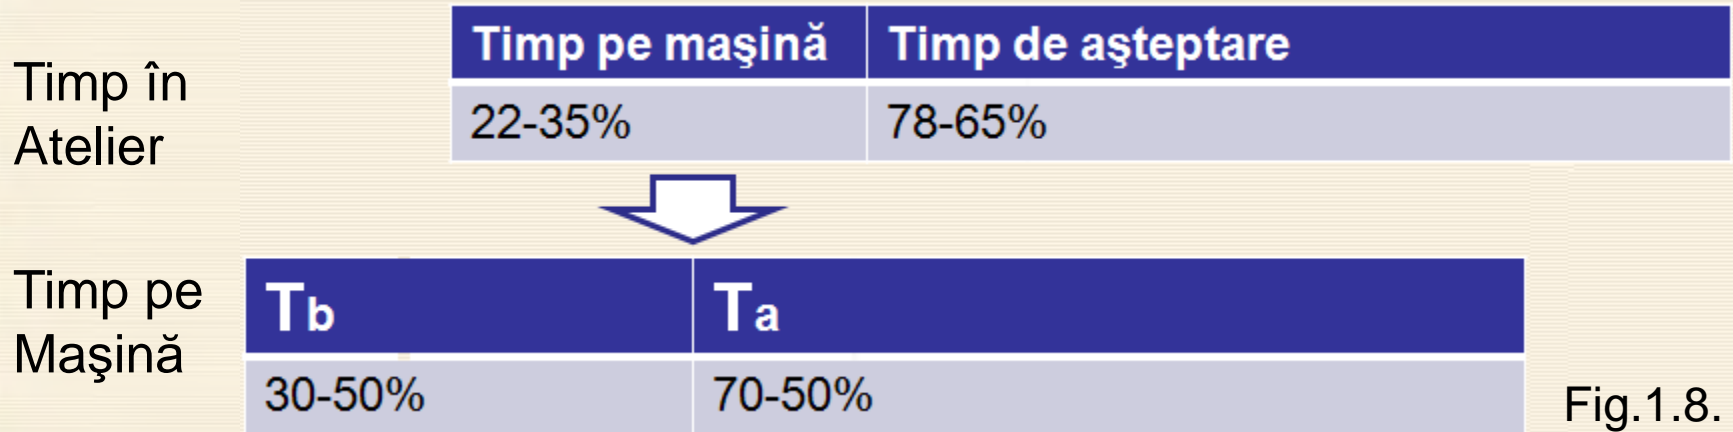 Timp în
Atelier
Timp pe maşină Timp de aşteptare
22-35% 78-65%
Timp pe
Maşină
Tb Ta
30-50% 70-50%
Fig.1.8.